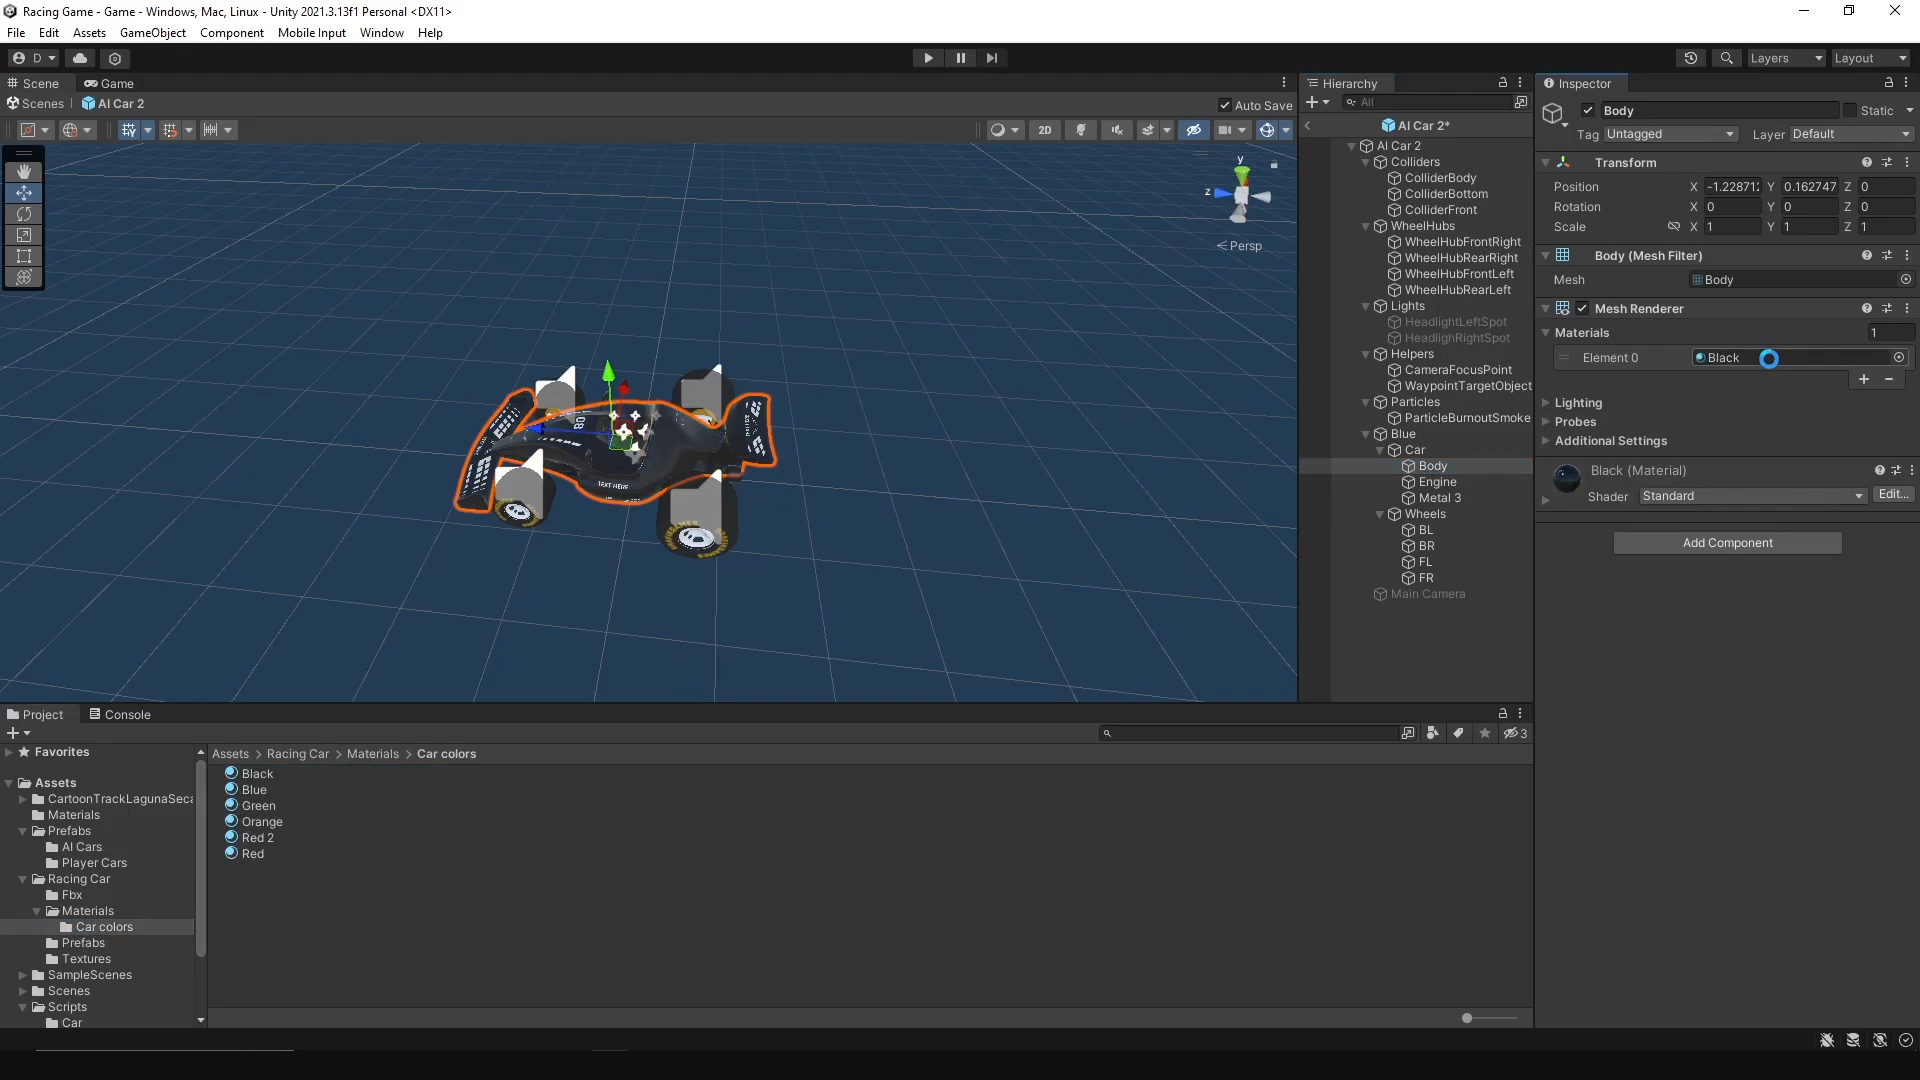 Racing Game - Game - Windows, Mac, Linux - Unity 2021.3.13f1 Personal <DX11>
File Edit Assets GameObject Component Mobile Input Window Help
D
Layers
Layout
Scene
Game
Scenes
AI Car 2
Auto Save
2D
y
z
Persp
08
TEXT HERE
Hierarchy
All
AI Car 2*
AI Car 2
Colliders
ColliderBody
ColliderBottom
ColliderFront
WheelHubs
WheelHubFrontRight
WheelHubRearRight
WheelHubFrontLeft
WheelHubRearLeft
Lights
HeadlightLeftSpot
HeadlighRightSpot
Helpers
CameraFocusPoint
WaypointTargetObject
Particles
ParticleBurnoutSmoke
Blue
Car
Body
Engine
Metal 3
Wheels
BL
BR
FL
FR
Main Camera
Inspector
Body
Static
Tag Untagged Layer Default
Transform
Position X -1.228712 Y 0.162747 Z 0
Rotation X 0 Y 0 Z 0
Scale X 1 Y 1 Z 1
Body (Mesh Filter)
Mesh Body
Mesh Renderer
Materials 1
Element 0 Black
Lighting
Probes
Additional Settings
Black (Material)
Shader Standard Edit...
Add Component
Project
Console
3
Favorites
Assets
CartoonTrackLagunaSeca
Materials
Prefabs
AI Cars
Player Cars
Racing Car
Fbx
Materials
Car colors
Prefabs
Textures
SampleScenes
Scenes
Scripts
Car
Assets > Racing Car > Materials > Car colors
Black
Blue
Green
Orange
Red 2
Red